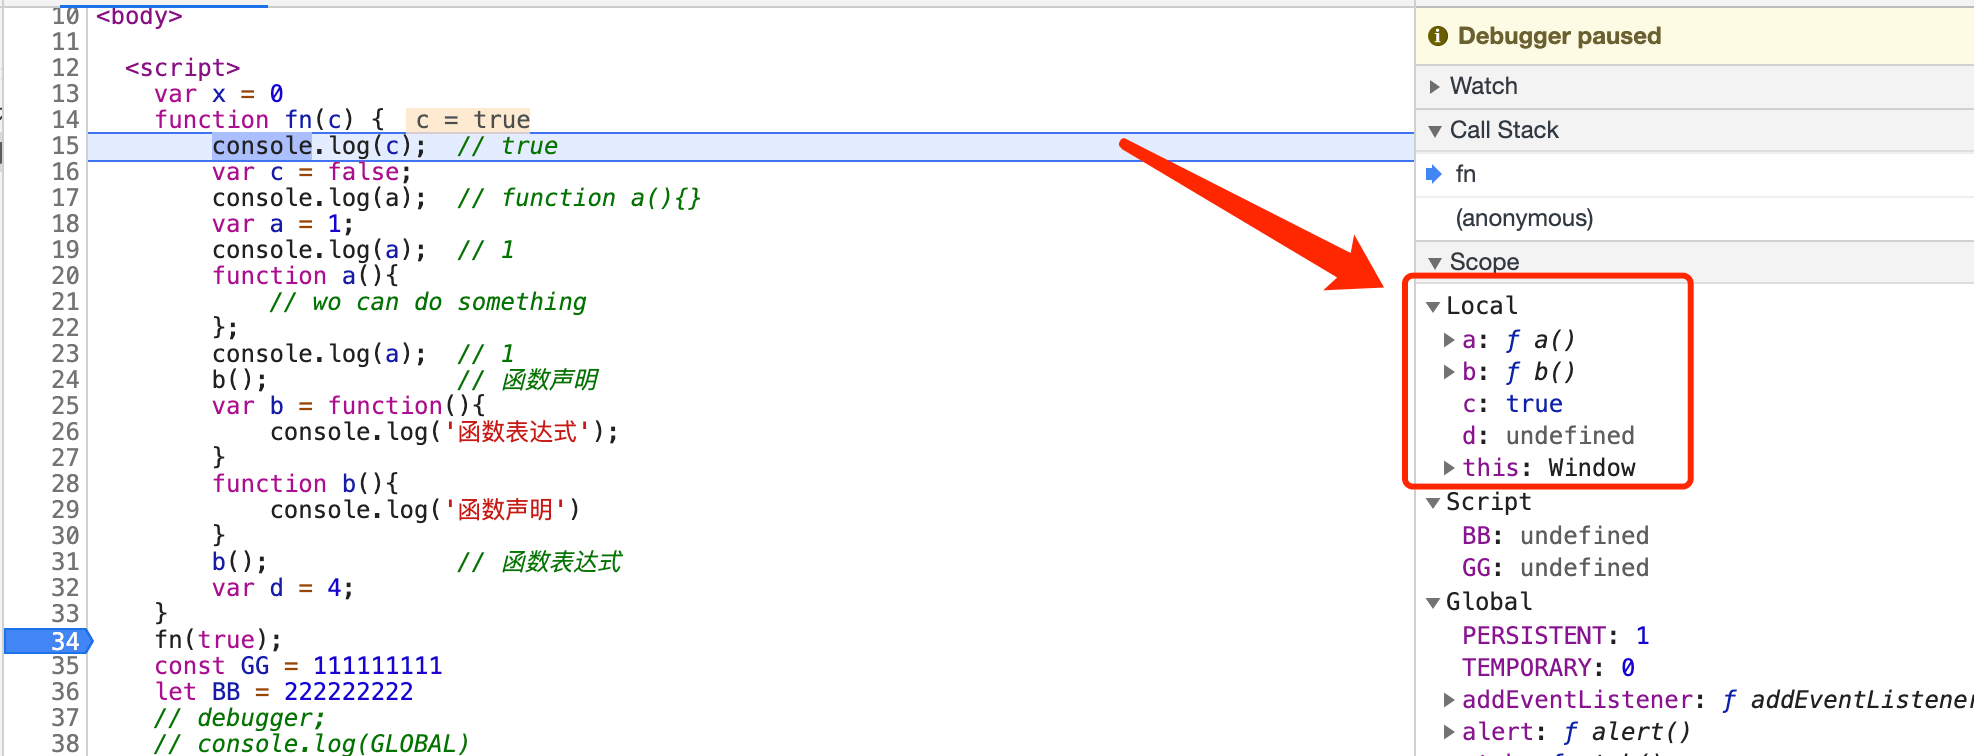 10 <body>
11
12 <script>
13 var x = 0
14 function fn(c) { c = true
15 console.log(c); // true
16 var c = false;
17 console.log(a); // function a(){}
18 var a = 1;
19 console.log(a); // 1
20 function a(){
21 // wo can do something
22 };
23 console.log(a); // 1
24 b(); // 函数声明
25 var b = function(){
26 console.log('函数表达式');
27 }
28 function b(){
29 console.log('函数声明')
30 }
31 b(); // 函数表达式
32 var d = 4;
33 }
34 fn(true);
35 const GG = 111111111
36 let BB = 222222222
37 // debugger;
38 // console.log(GLOBAL)
Debugger paused
Watch
Call Stack
fn
(anonymous)
Scope
Local
a: ƒ a()
b: ƒ b()
c: true
d: undefined
this: Window
Script
BB: undefined
GG: undefined
Global
PERSISTENT: 1
TEMPORARY: 0
addEventListener: ƒ addEventListener
alert: ƒ alert()